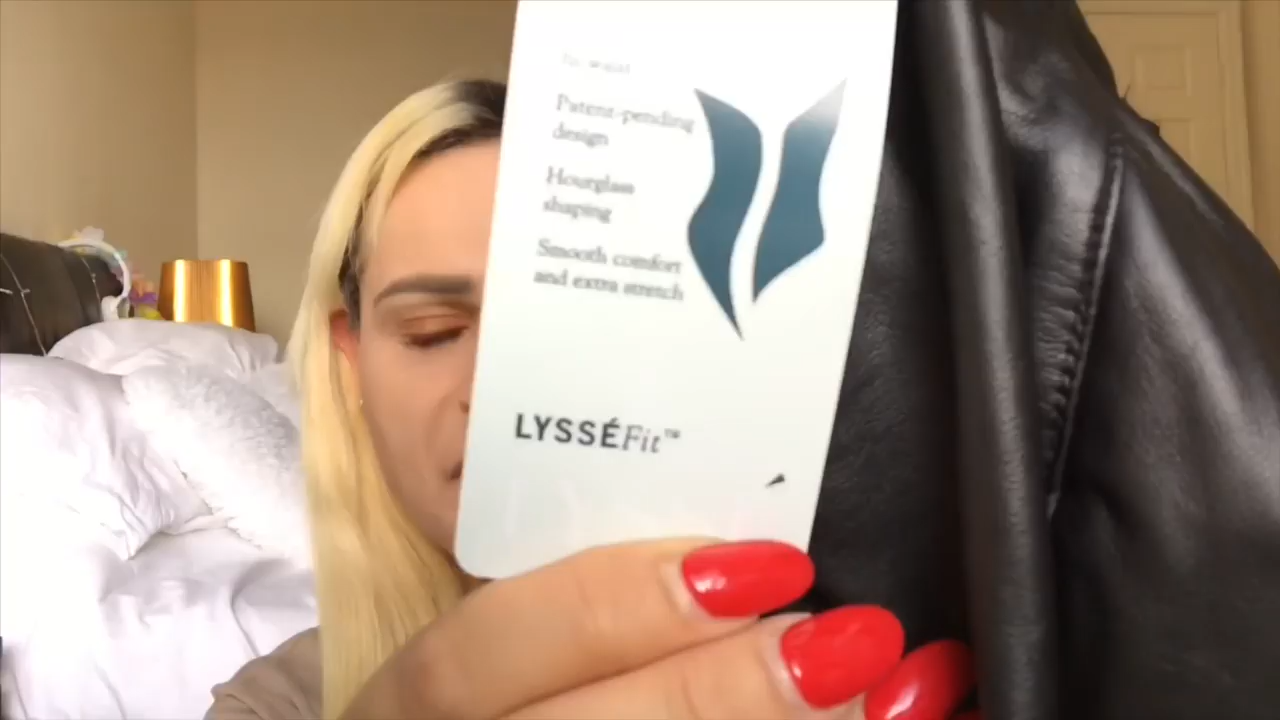 Patent-pending
design
Hourglass
shaping
Smooth comfort
and extra stretch
LYSSÉFit™